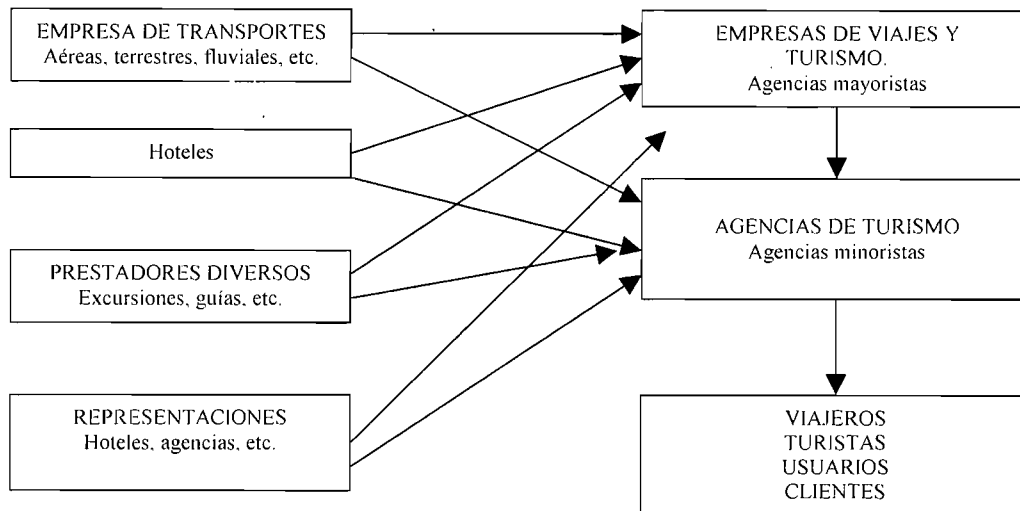 EMPRESA DE TRANSPORTES
Aéreas, terrestres, fluviales, etc.
Hoteles
PRESTADORES DIVERSOS
Excursiones, guías, etc.
REPRESENTACIONES
Hoteles, agencias, etc.
EMPRESAS DE VIAJES Y
TURISMO.
Agencias mayoristas
AGENCIAS DE TURISMO
Agencias minoristas
VIAJEROS
TURISTAS
USUARIOS
CLIENTES